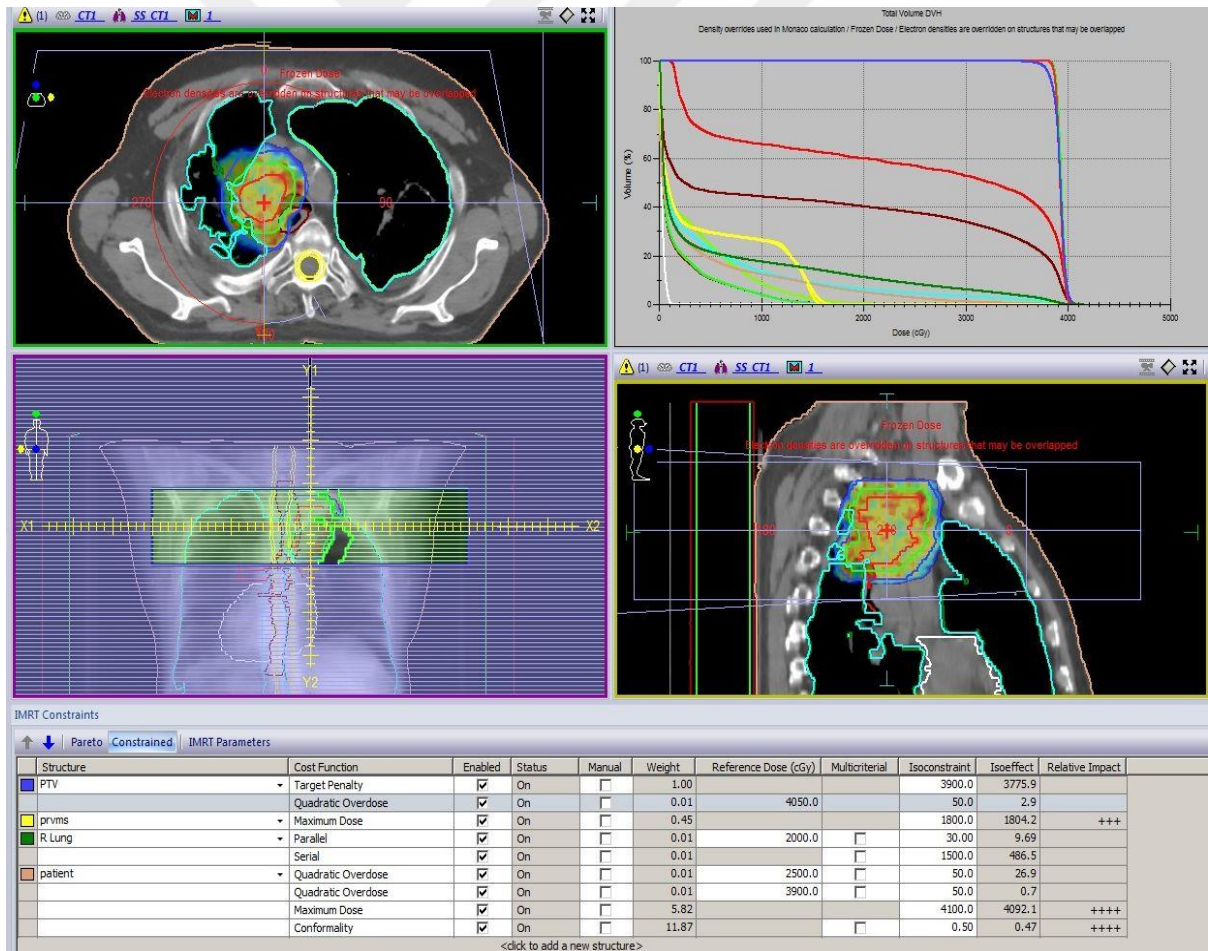 (1) CT1 SS CT1 1
Total Volume DVH
Density overrides used in Monaco calculation / Frozen Dose / Electron densities are overridden on structures that may be overlapped
0
Frozen Dose
Electron densities are overridden on structures that may be overlapped
270
90
100
80
60
40
20
0
Volume (%)
0 1000 2000 3000 4000 5000
Dose (cGy)
Y1
X1
X2
Y2
(1) CT1 SS CT1 1
Frozen Dose
Electron densities are overridden on structures that may be overlapped
180
270
0
IMRT Constraints
Pareto Constrained IMRT Parameters
Structure Cost Function Enabled Status Manual Weight Reference Dose (cGy) Multicriterial Isoconstraint Isoeffect Relative Impact
PTV Target Penalty On 1.00 3900.0 3775.9
Quadratic Overdose On 0.01 4050.0 50.0 2.9
prvms Maximum Dose On 0.45 1800.0 1804.2 +++
R Lung Parallel On 0.01 2000.0 30.00 9.69
Serial On 0.01 1500.0 486.5
patient Quadratic Overdose On 0.01 2500.0 50.0 26.9
Quadratic Overdose On 0.01 3900.0 50.0 0.7
Maximum Dose On 5.82 4100.0 4092.1 ++++
Conformality On 11.87 0.50 0.47 ++++
<click to add a new structure>